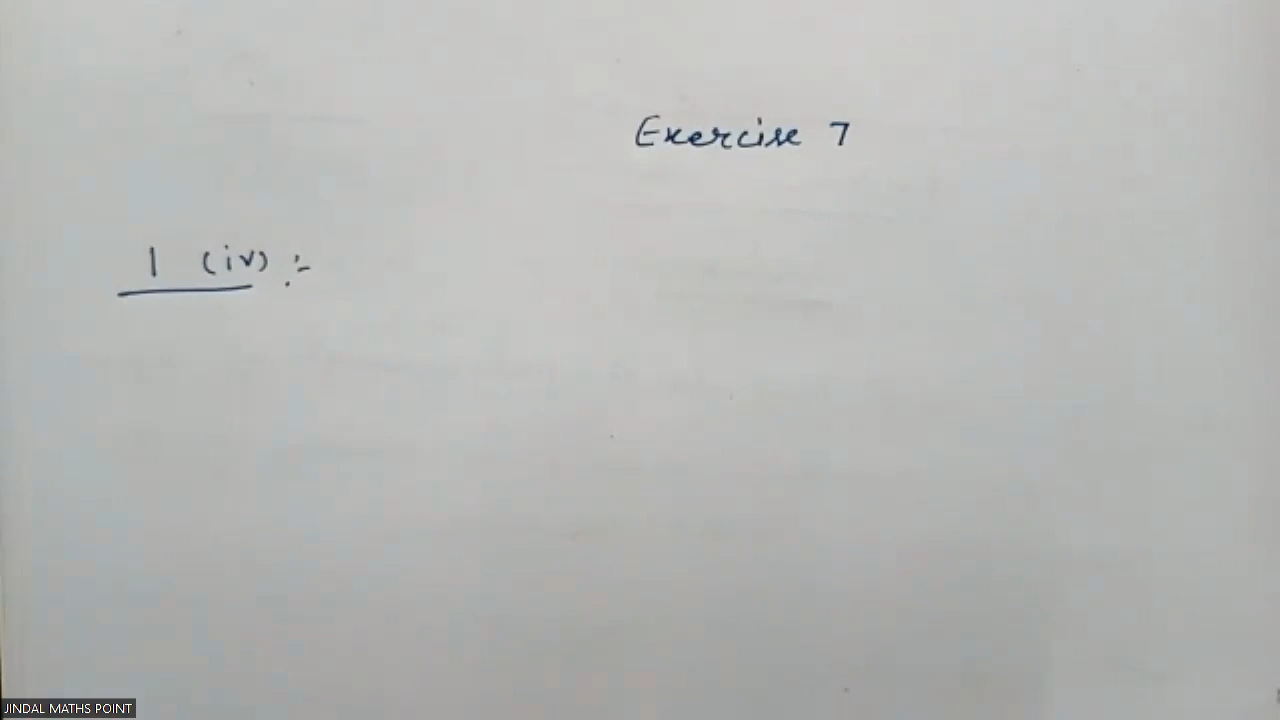 Exercise 7
1 (iv) :-
JINDAL MATHS POINT